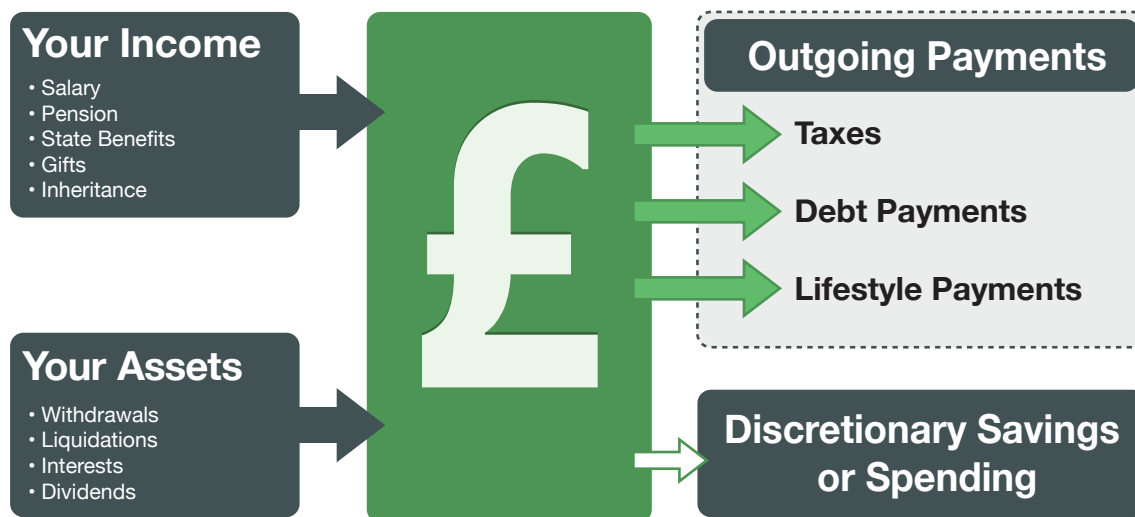 Your Income
• Salary
• Pension
• State Benefits
• Gifts
• Inheritance
Your Assets
• Withdrawals
• Liquidations
• Interests
• Dividends
£
Outgoing Payments
Taxes
Debt Payments
Lifestyle Payments
Discretionary Savings
or Spending